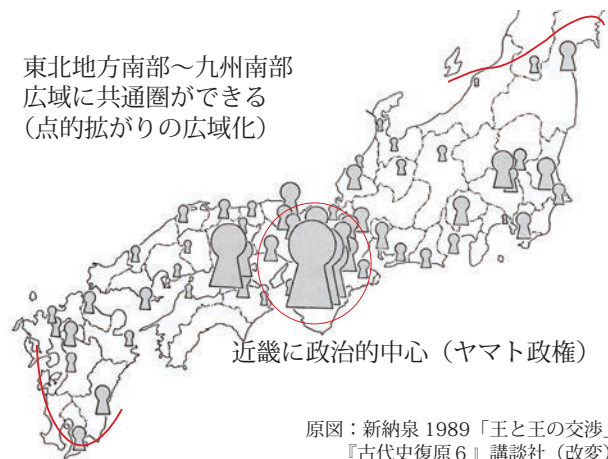 東北地方南部～九州南部
広域に共通圏ができる
（点的拡がりの広域化）
近畿に政治的中心（ヤマト政権）
原図：新納泉 1989「王と王の交渉」
『古代史復原６』講談社（改変）